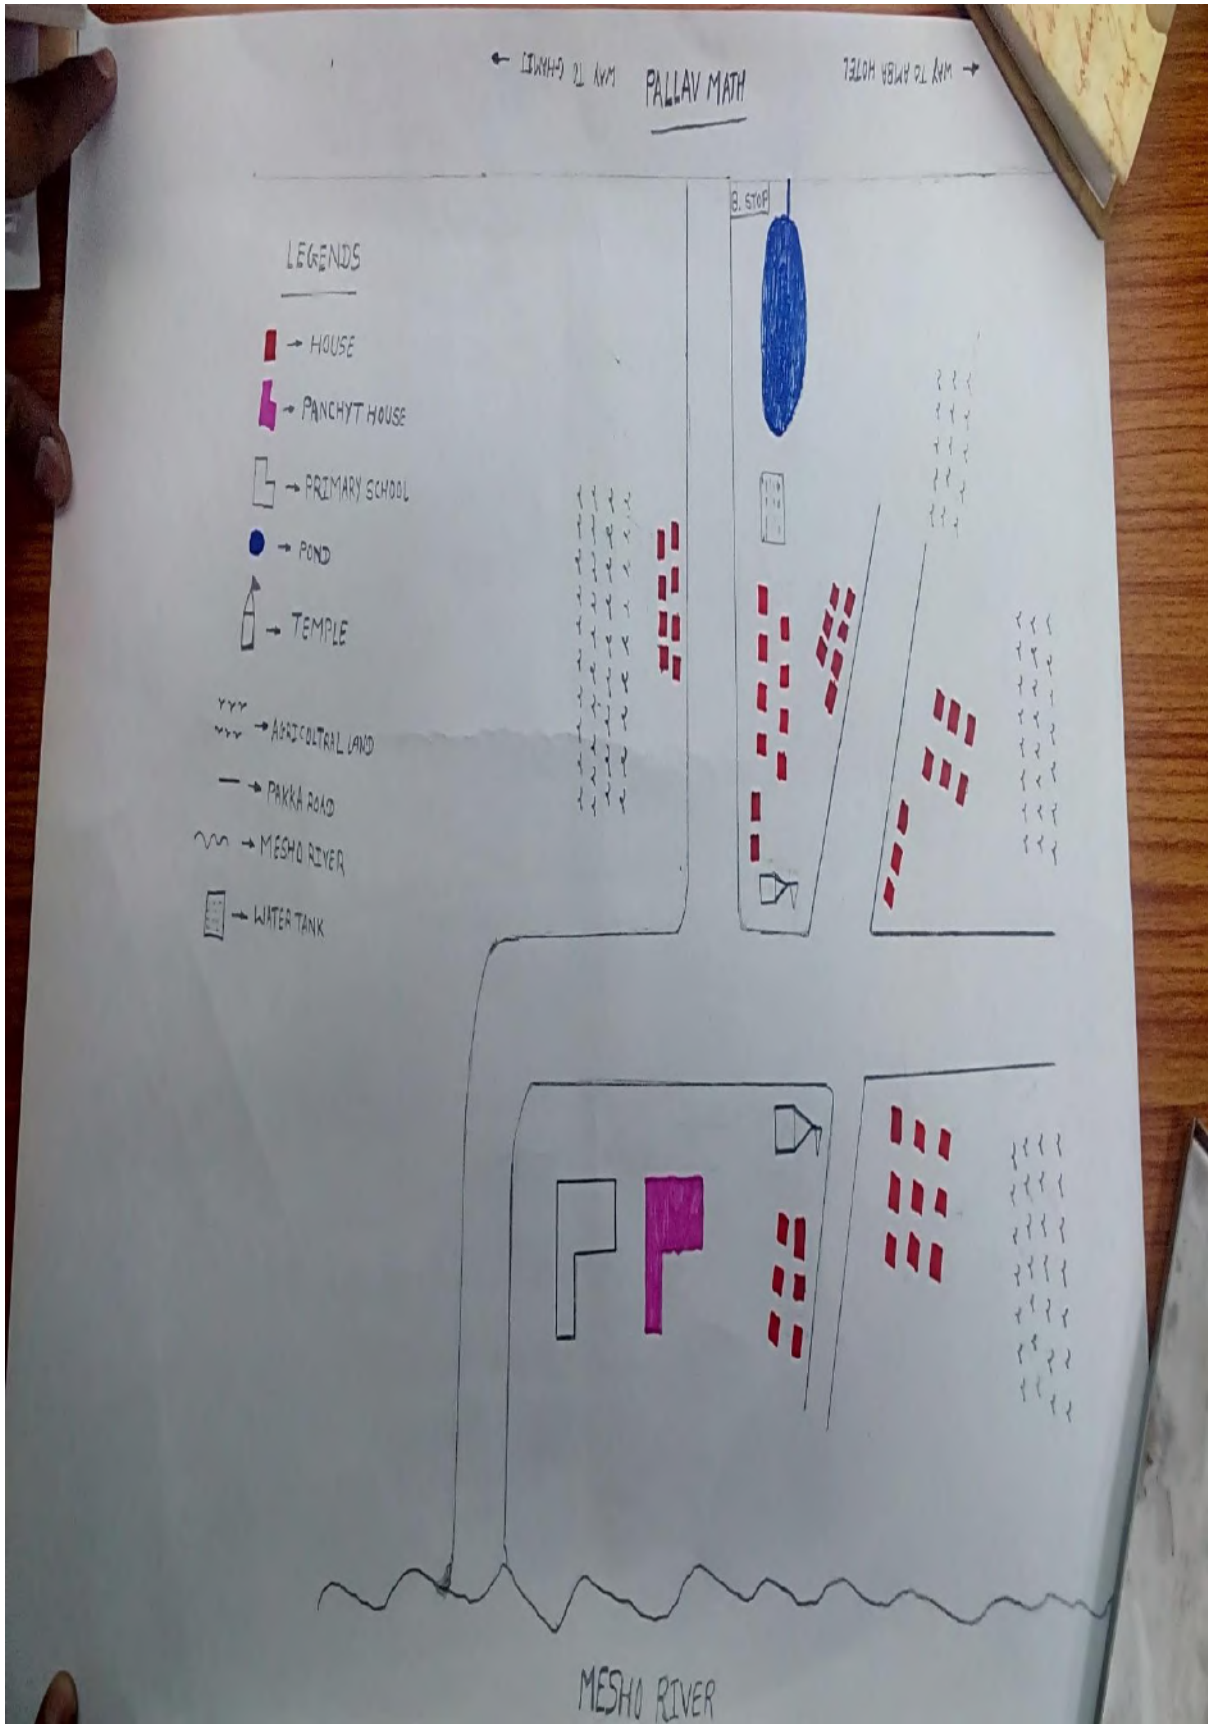 ← WAY TO GHAMIJ
PALLAV MATH
WAY TO AMBA HOTEL →
B. STOP
LEGENDS
→ HOUSE
→ PANCHYT HOUSE
→ PRIMARY SCHOOL
→ POND
→ TEMPLE
→ AGRICOLTRAL LAND
→ PAKKA ROAD
→ MESHO RIVER
→ WATER TANK
MESHO RIVER